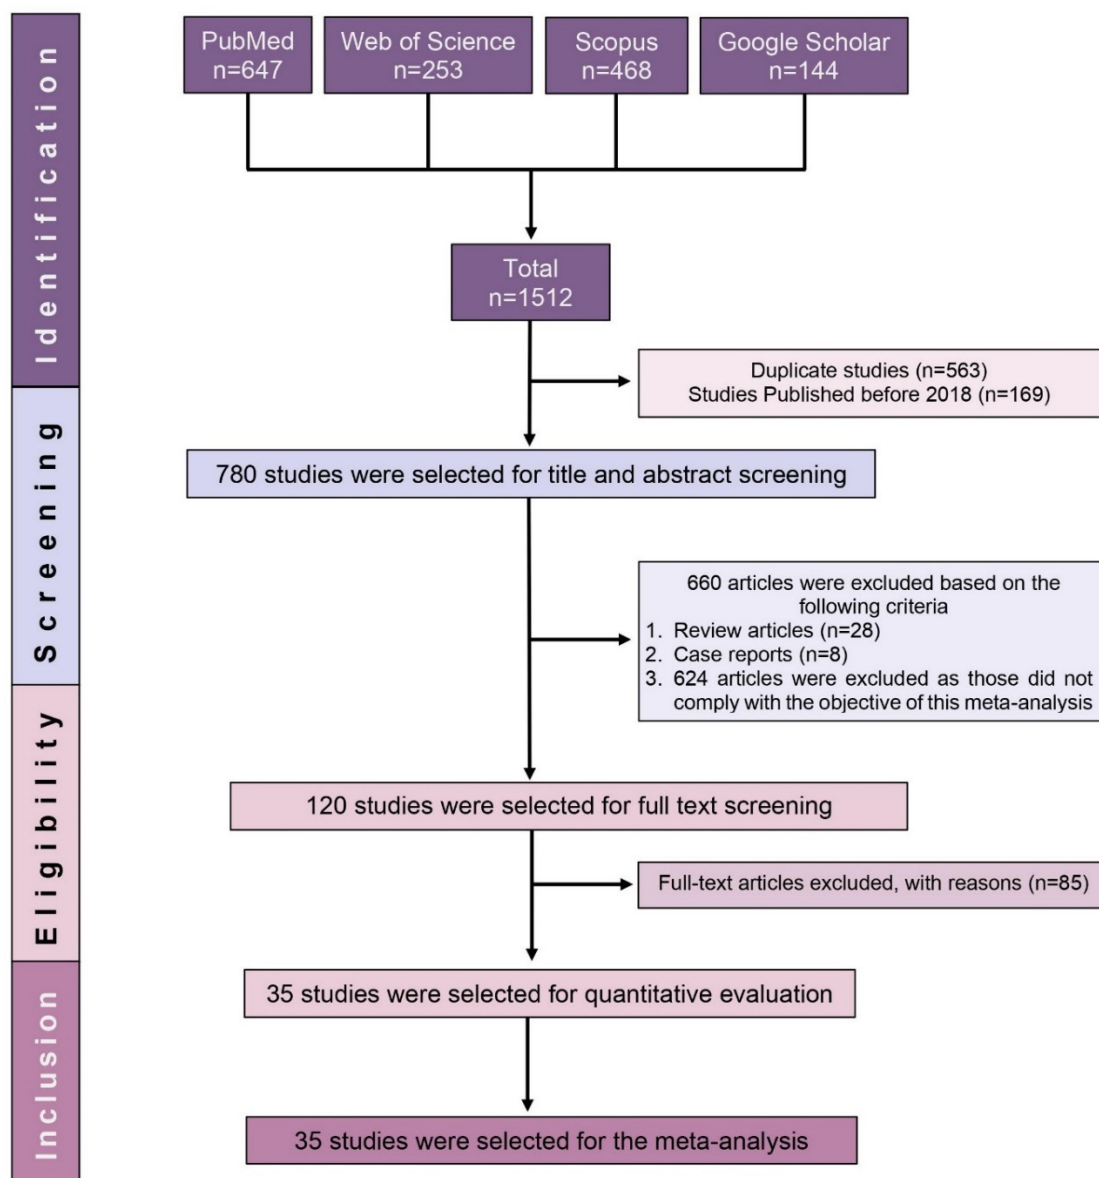 Identification
PubMed
n=647
Web of Science
n=253
Scopus
n=468
Google Scholar
n=144
Total
n=1512
Duplicate studies (n=563)
Studies Published before 2018 (n=169)
Screening
780 studies were selected for title and abstract screening
660 articles were excluded based on the
following criteria
1. Review articles (n=28)
2. Case reports (n=8)
3. 624 articles were excluded as those did not
comply with the objective of this meta-analysis
Eligibility
120 studies were selected for full text screening
Full-text articles excluded, with reasons (n=85)
35 studies were selected for quantitative evaluation
Inclusion
35 studies were selected for the meta-analysis